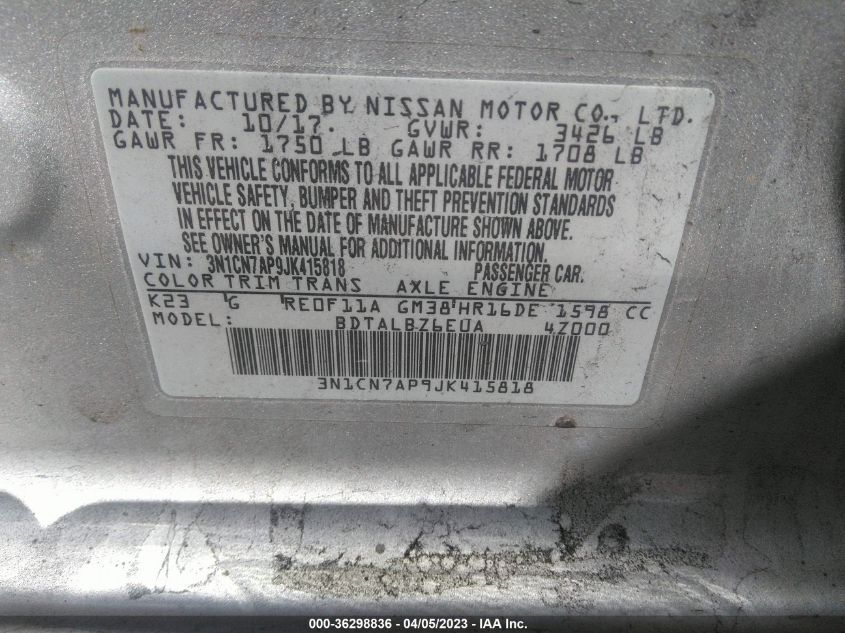 MANUFACTURED BY NISSAN MOTOR CO., LTD.
DATE: 10/17. GVWR: 3426 LB
GAWR FR: 1750 LB GAWR RR: 1708 LB
THIS VEHICLE CONFORMS TO ALL APPLICABLE FEDERAL MOTOR
VEHICLE SAFETY, BUMPER AND THEFT PREVENTION STANDARDS
IN EFFECT ON THE DATE OF MANUFACTURE SHOWN ABOVE.
SEE OWNER'S MANUAL FOR ADDITIONAL INFORMATION.
VIN: 3N1CN7AP9JK415818 PASSENGER CAR.
COLOR TRIM TRANS AXLE ENGINE
K23 G RE0F11A GM38 HR16DE 1598 CC
MODEL: BDTALBZ6EUA 4Z000
3N1CN7AP9JK415818
000-36298836 - 04/05/2023 - IAA Inc.